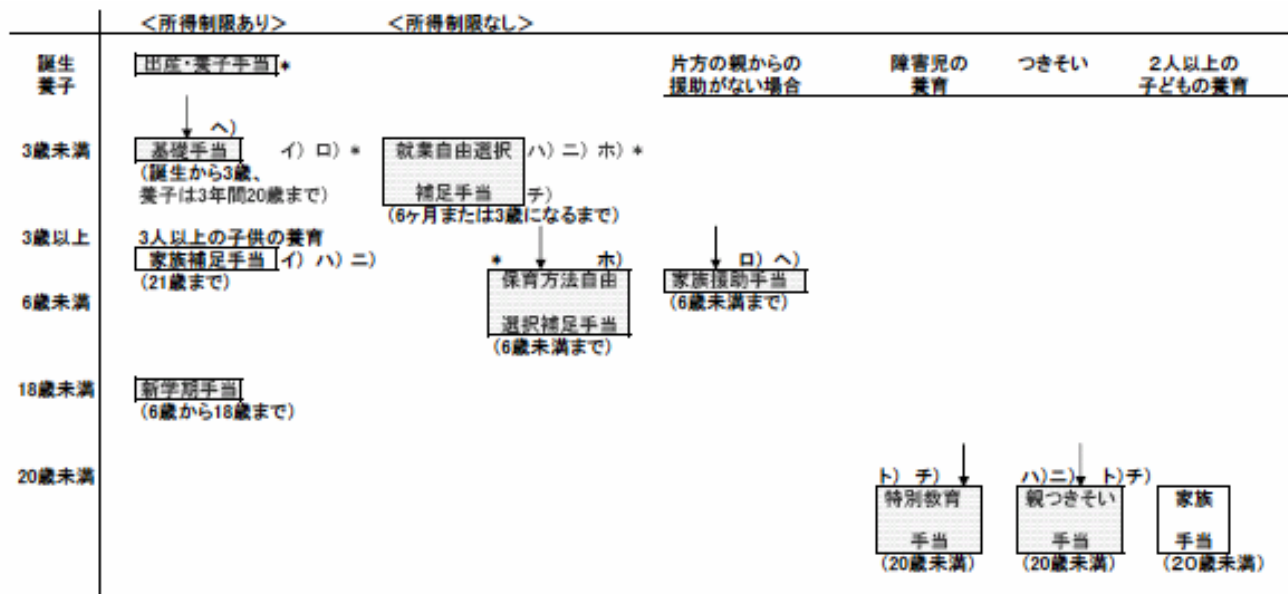 <所得制限あり> <所得制限なし>
誕生 出産・養子手当 * 片方の親からの 障害児の つきそい 2人以上の
養子 援助がない場合 養育 子どもの養育
ヘ)
3歳未満 基礎手当 イ) ロ) * 就業自由選択 ハ) ニ) ホ) *
(誕生から3歳、
養子は3年間20歳まで) 補足手当 チ)
(6ヶ月または3歳になるまで)
3歳以上 3人以上の子供の養育
家族補足手当 イ) ハ) ニ) * ホ) ロ) ヘ)
(21歳まで) 保育方法自由 家族援助手当
6歳未満 (6歳未満まで)
選択補足手当
(6歳未満まで)
18歳未満 新学期手当
(6歳から18歳まで)
20歳未満 ト) チ) ハ)ニ) ト)チ)
特別教育 親つきそい 家族
手当 手当 手当
(20歳未満) (20歳未満) (20歳未満)